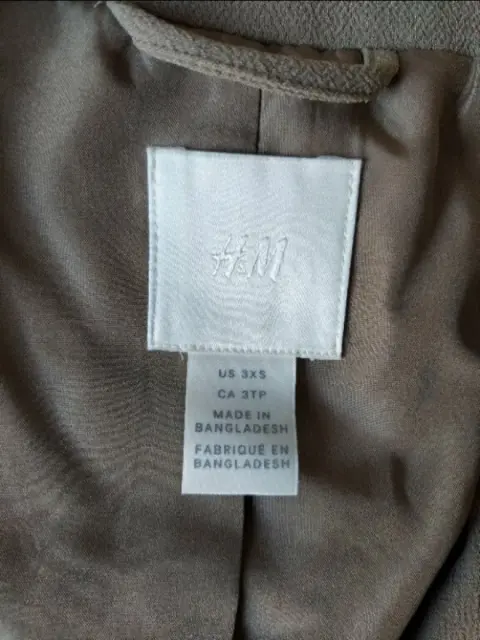 H&M
US 3XS
CA 3TP
MADE IN
BANGLADESH
FABRIQUÉ EN
BANGLADESH